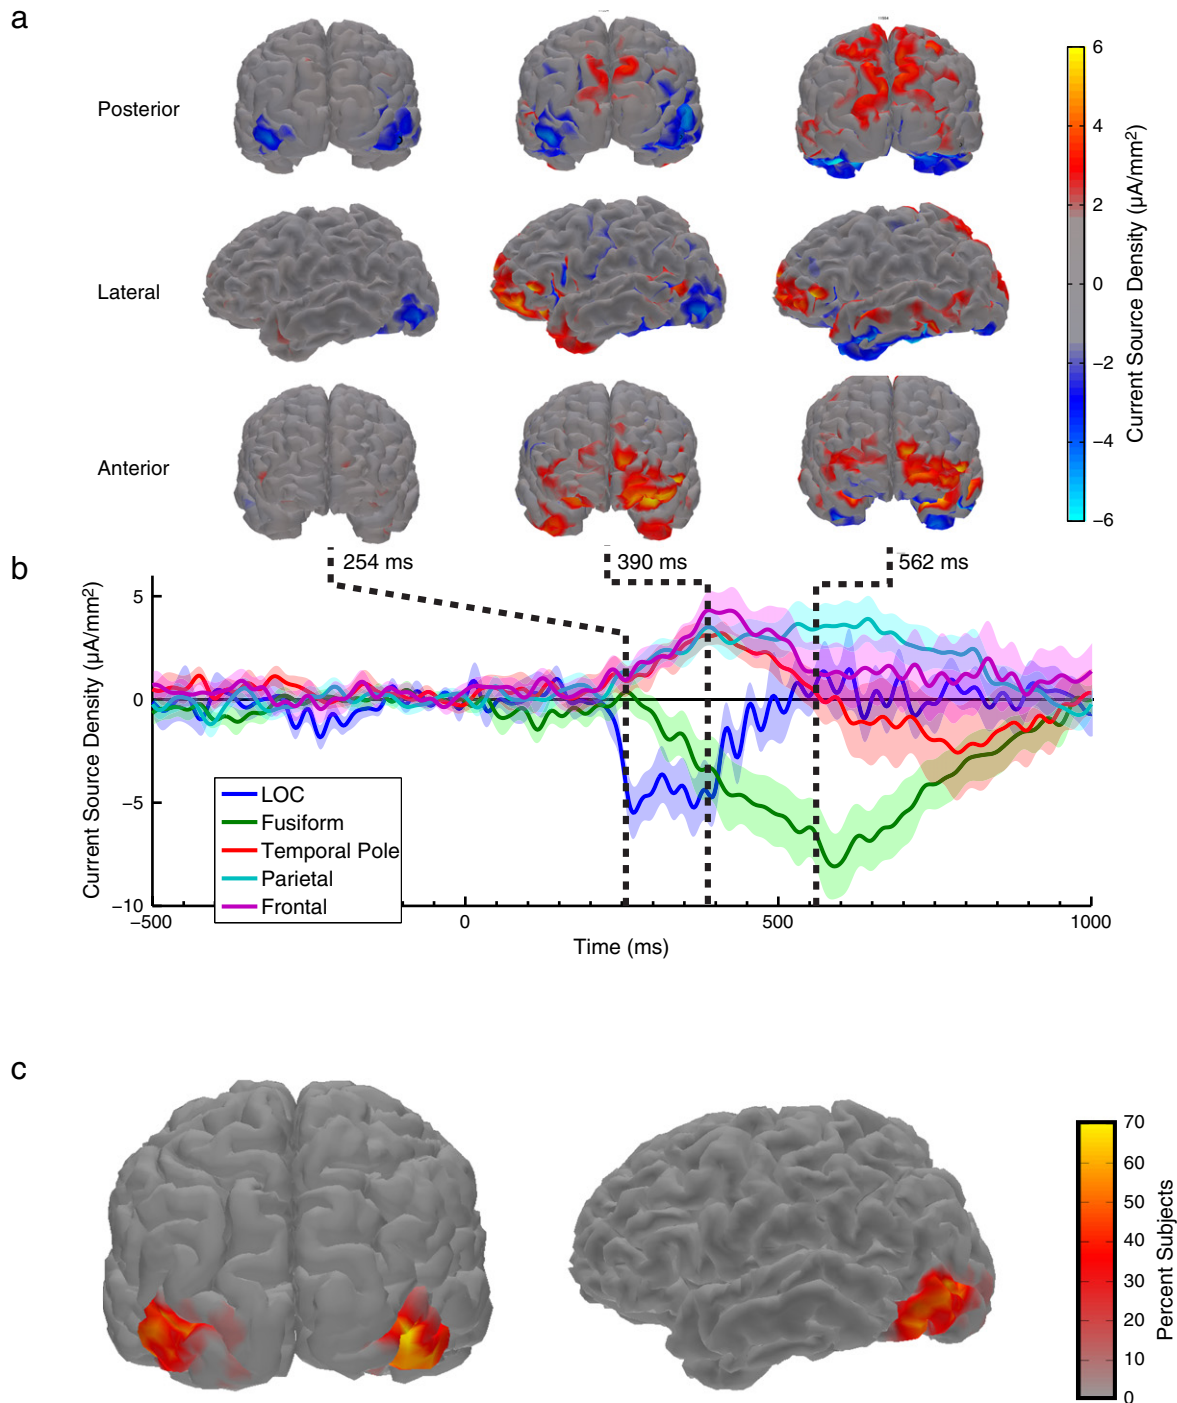 a
Posterior
Lateral
Anterior
6
4
2
0
−2
−4
−6
Current Source Density (μA/mm²)
b
254 ms
390 ms
562 ms
5
0
−5
−10
Current Source Density (μA/mm²)
LOC
Fusiform
Temporal Pole
Parietal
Frontal
−500
0
500
1000
Time (ms)
c
70
60
50
40
30
20
10
0
Percent Subjects